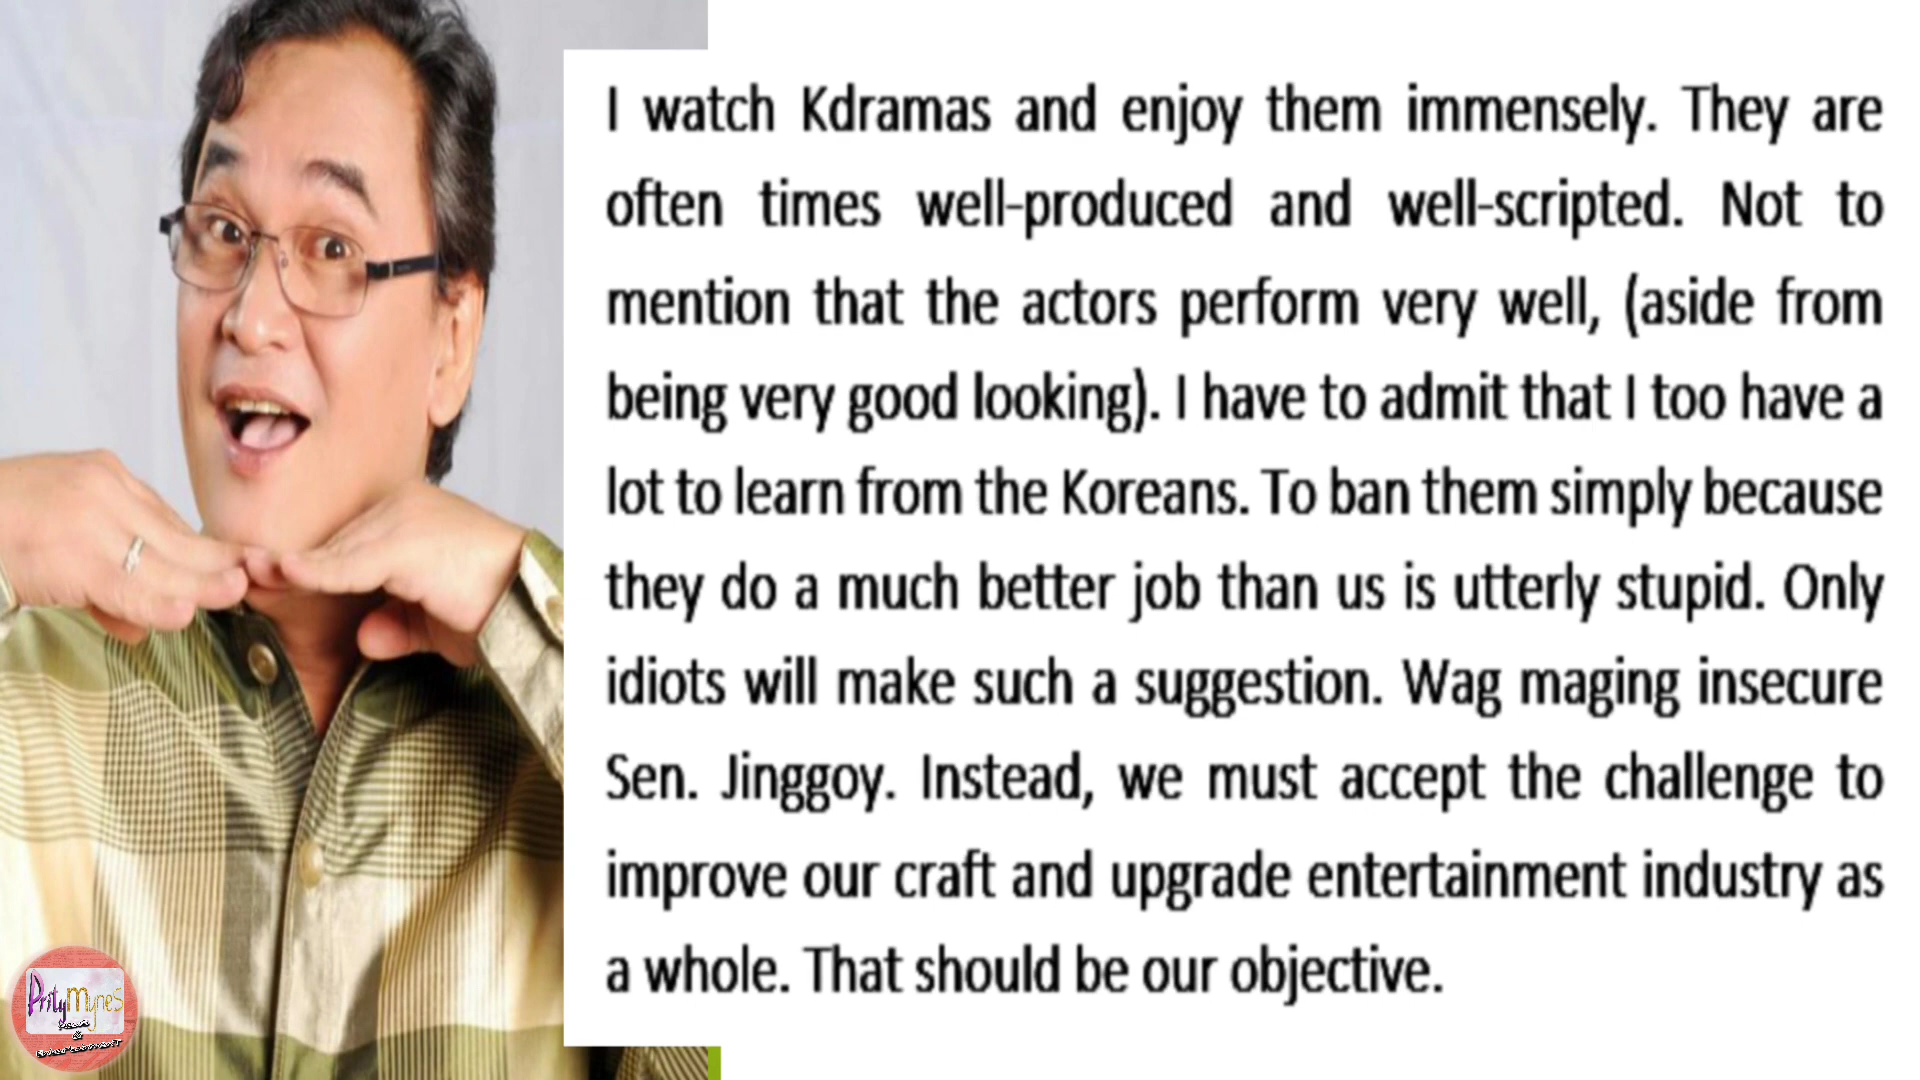 I watch Kdramas and enjoy them immensely. They are
often times well-produced and well-scripted. Not to
mention that the actors perform very well, (aside from
being very good looking). I have to admit that I too have a
lot to learn from the Koreans. To ban them simply because
they do a much better job than us is utterly stupid. Only
idiots will make such a suggestion. Wag maging insecure
Sen. Jinggoy. Instead, we must accept the challenge to
improve our craft and upgrade entertainment industry as
a whole. That should be our objective.
PrityMynes